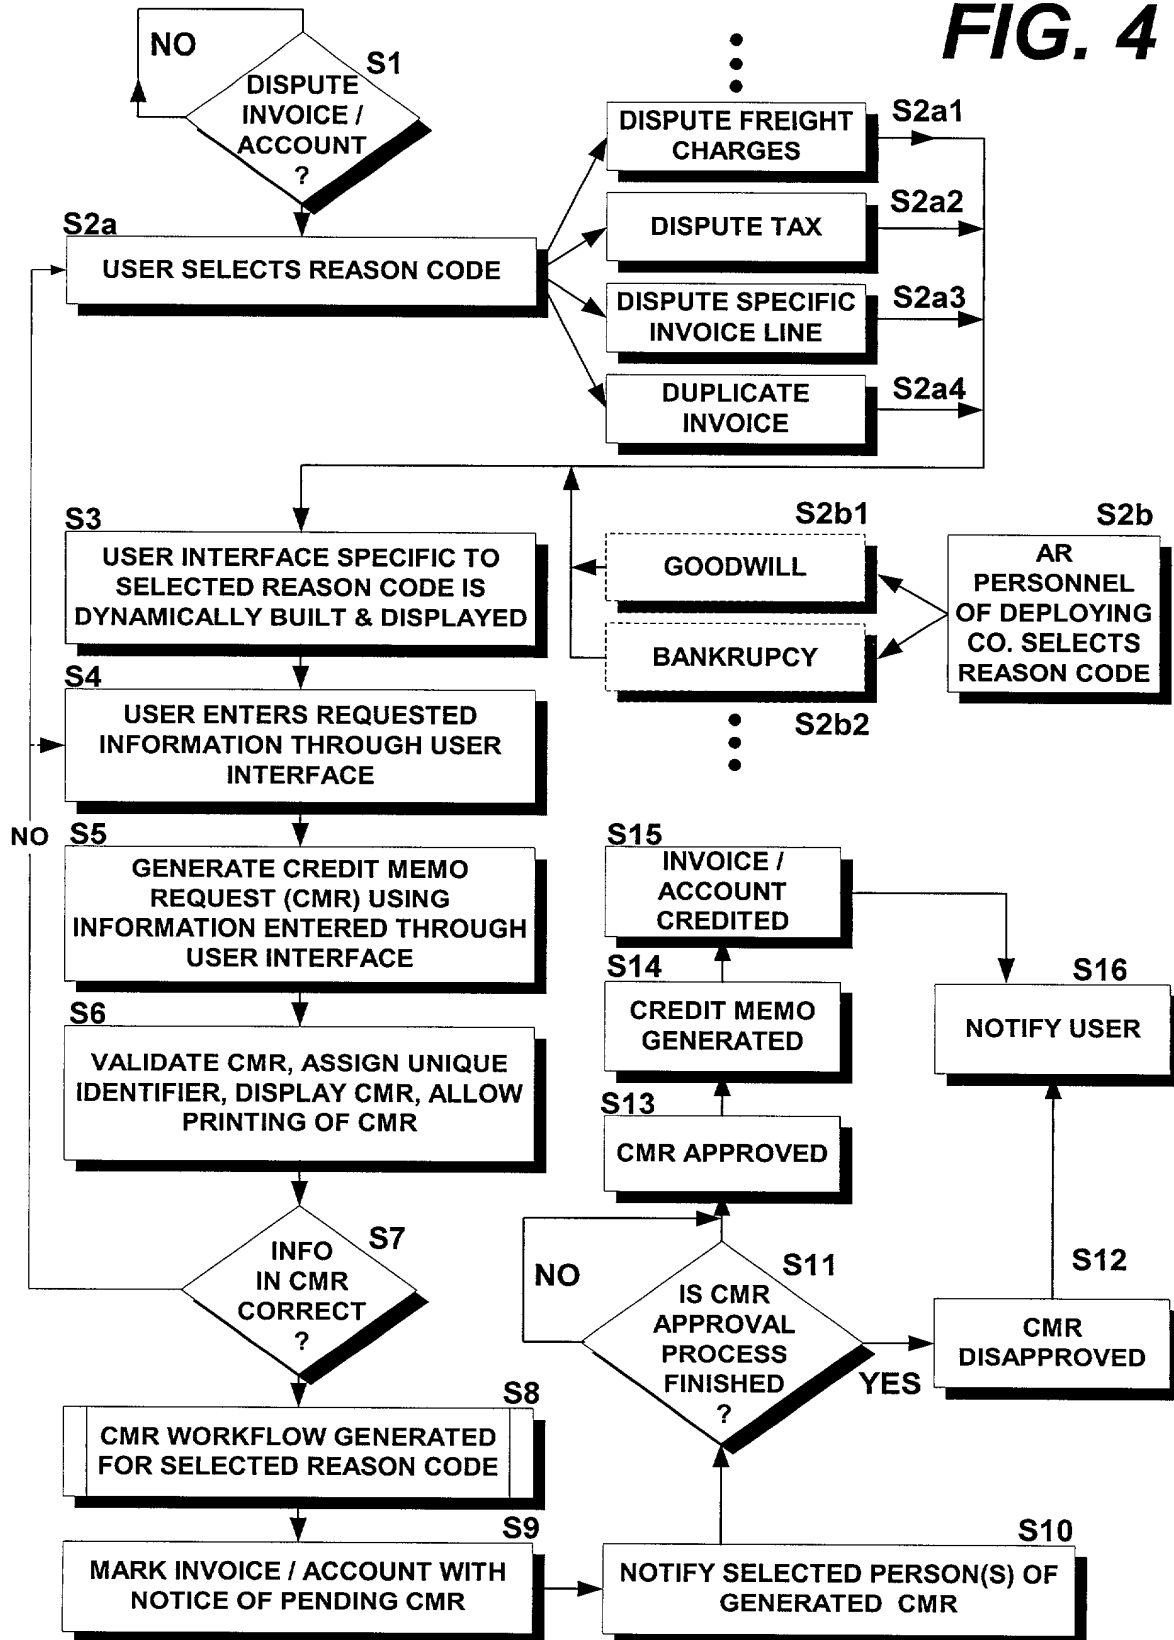 FIG. 4
NO
S1
DISPUTE
INVOICE /
ACCOUNT
?
S2a
USER SELECTS REASON CODE
DISPUTE FREIGHT
CHARGES
S2a1
DISPUTE TAX
S2a2
DISPUTE SPECIFIC
INVOICE LINE
S2a3
DUPLICATE
INVOICE
S2a4
S3
USER INTERFACE SPECIFIC TO
SELECTED REASON CODE IS
DYNAMICALLY BUILT & DISPLAYED
S2b1
GOODWILL
BANKRUPCY
S2b2
S2b
AR
PERSONNEL
OF DEPLOYING
CO. SELECTS
REASON CODE
S4
USER ENTERS REQUESTED
INFORMATION THROUGH USER
INTERFACE
NO
S5
GENERATE CREDIT MEMO
REQUEST (CMR) USING
INFORMATION ENTERED THROUGH
USER INTERFACE
S6
VALIDATE CMR, ASSIGN UNIQUE
IDENTIFIER, DISPLAY CMR, ALLOW
PRINTING OF CMR
S7
INFO
IN CMR
CORRECT
?
S8
CMR WORKFLOW GENERATED
FOR SELECTED REASON CODE
S9
MARK INVOICE / ACCOUNT WITH
NOTICE OF PENDING CMR
S10
NOTIFY SELECTED PERSON(S) OF
GENERATED CMR
S11
NO
IS CMR
APPROVAL
PROCESS
FINISHED
?
YES
S12
CMR
DISAPPROVED
S13
CMR APPROVED
S14
CREDIT MEMO
GENERATED
S15
INVOICE /
ACCOUNT
CREDITED
S16
NOTIFY USER